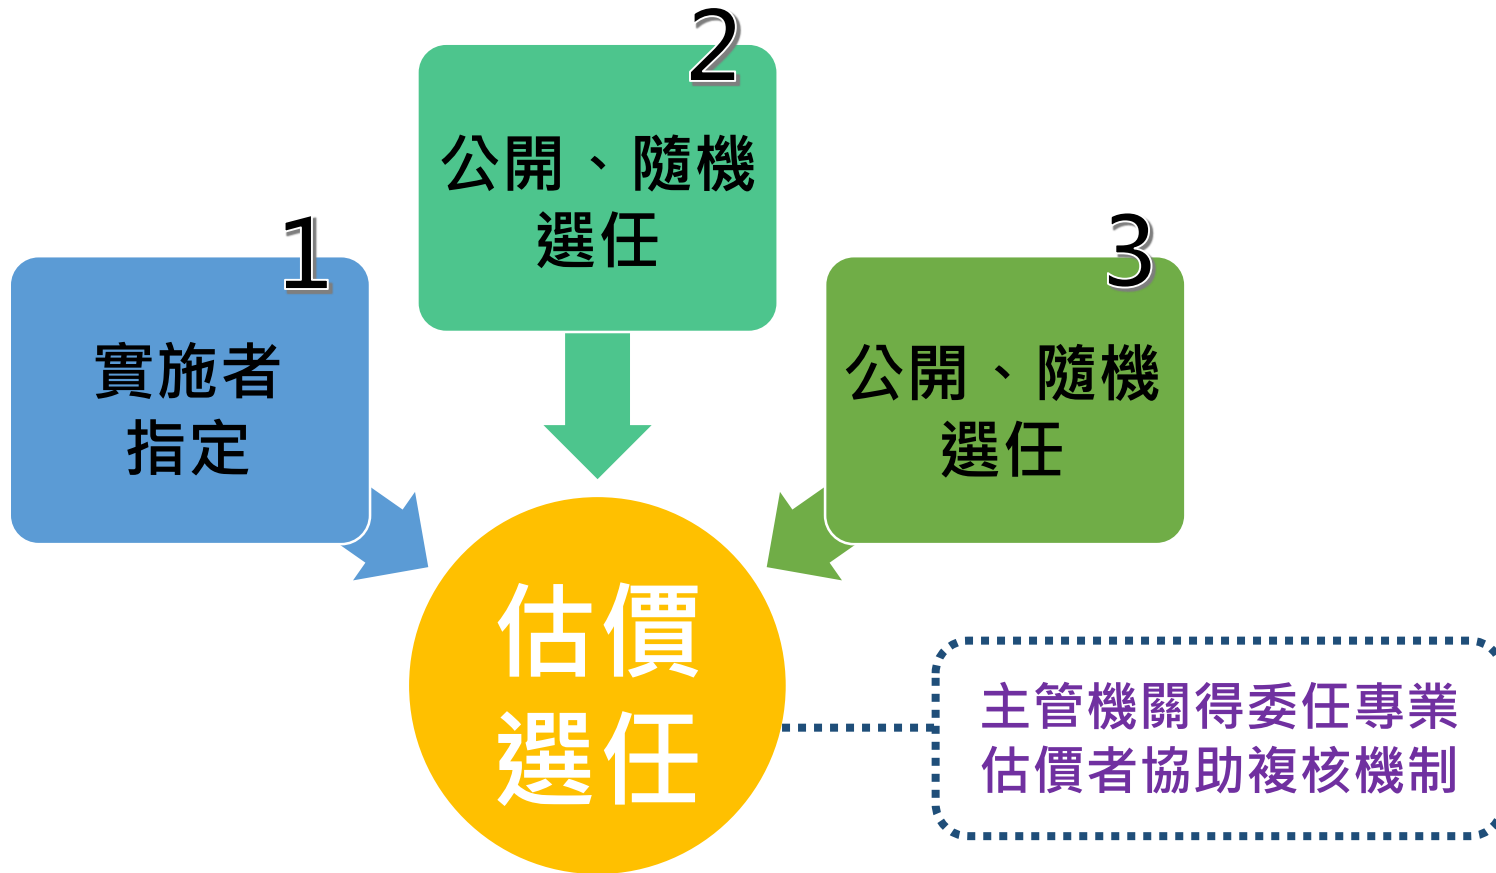 1
實施者
指定
2
公開、隨機
選任
3
公開、隨機
選任
估價
選任
主管機關得委任專業
估價者協助複核機制